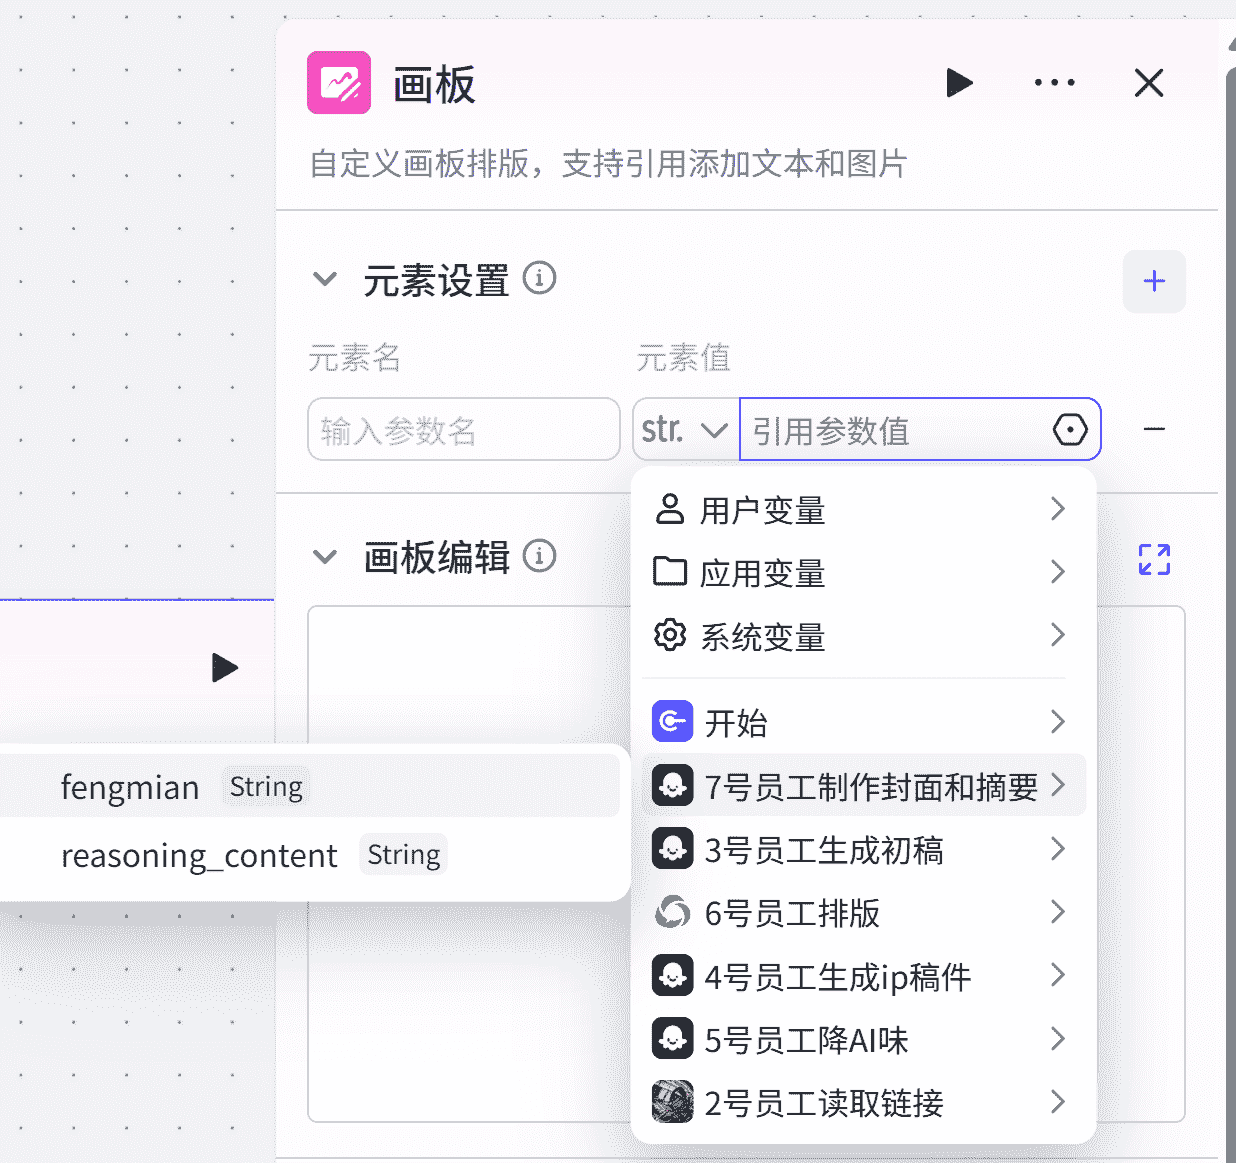 画板
自定义画板排版，支持引用添加文本和图片
元素设置
元素名 元素值
输入参数名 str. 引用参数值
画板编辑
用户变量
应用变量
系统变量
开始
7号员工制作封面和摘要
3号员工生成初稿
6号员工排版
4号员工生成ip稿件
5号员工降AI味
2号员工读取链接
fengmian String
reasoning_content String